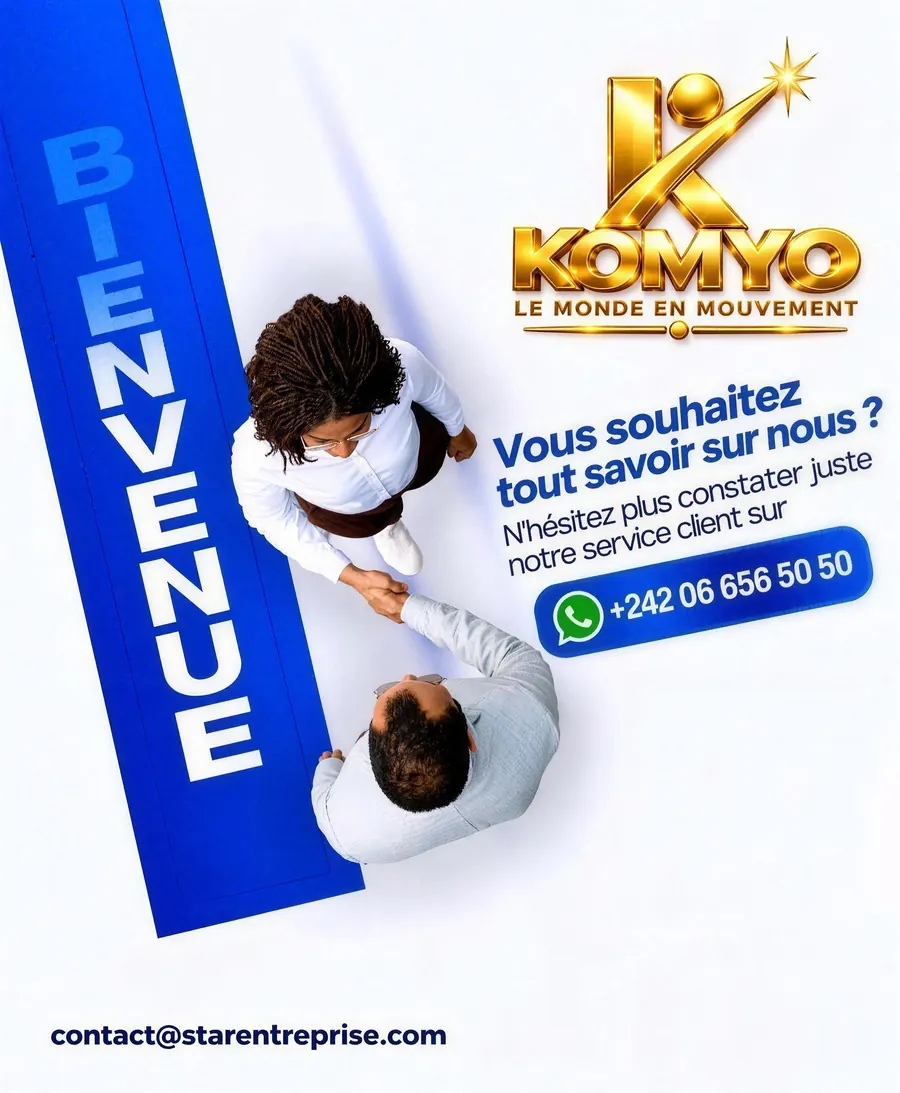 BIENVENUE
KOMYO
LE MONDE EN MOUVEMENT
Vous souhaitez
tout savoir sur nous ?
N'hésitez plus constater juste
notre service client sur
+242 06 656 50 50
contact@starentreprise.com